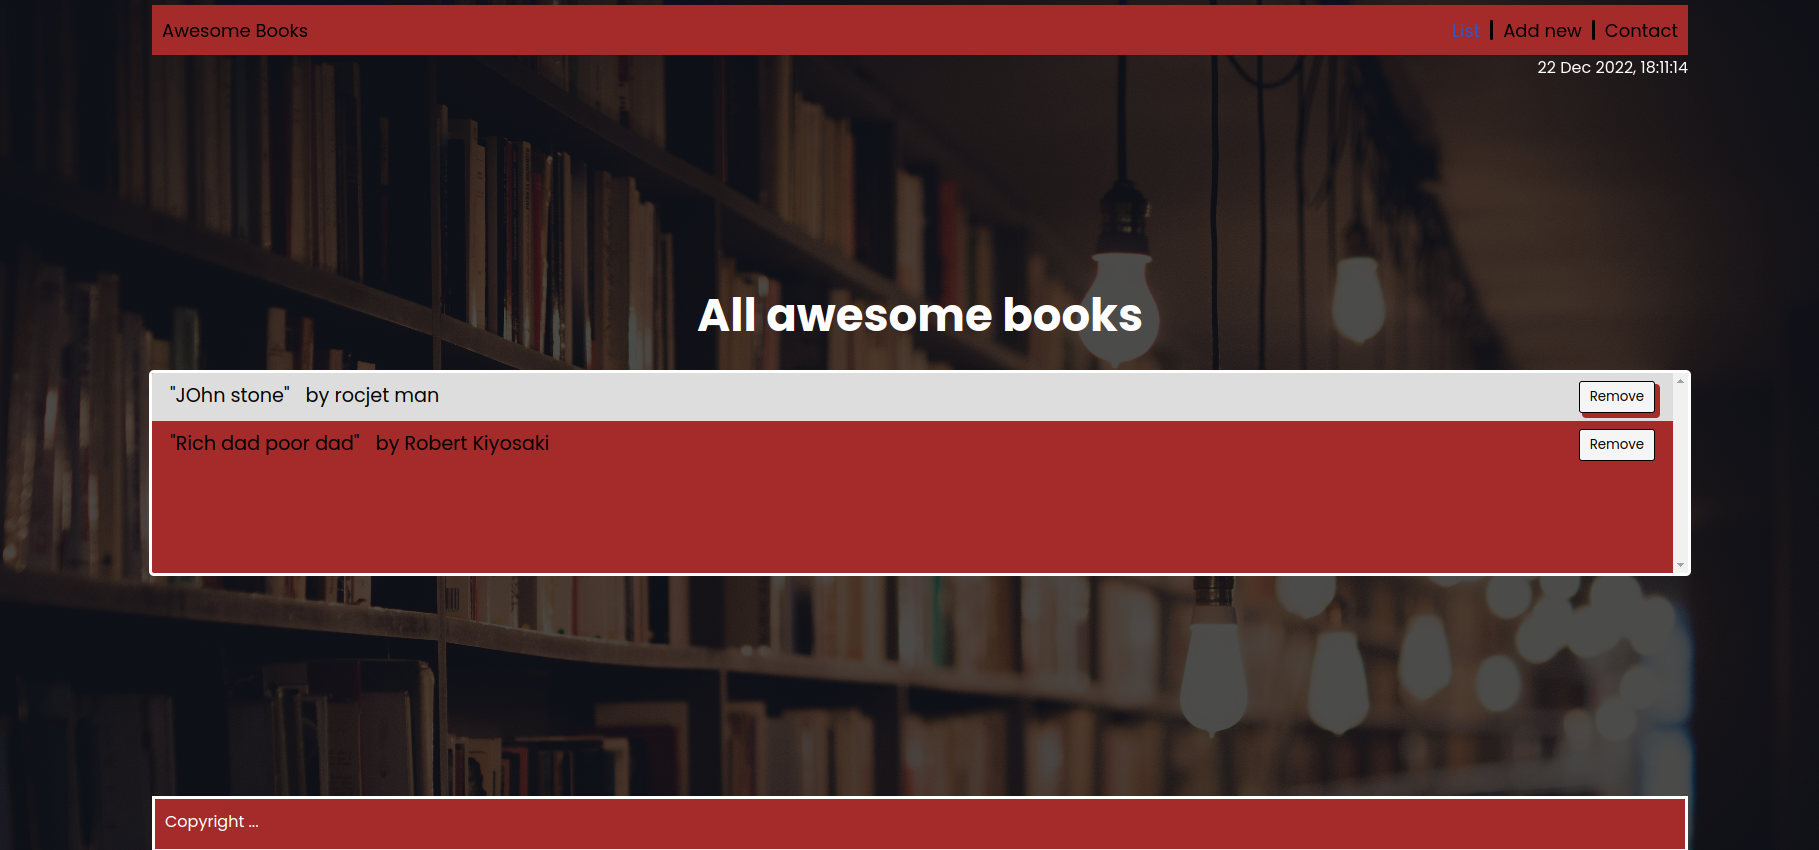 Awesome Books List Add new Contact
22 Dec 2022, 18:11:14
All awesome books
"JOhn stone" by rocjet man Remove
"Rich dad poor dad" by Robert Kiyosaki Remove
Copyright ...